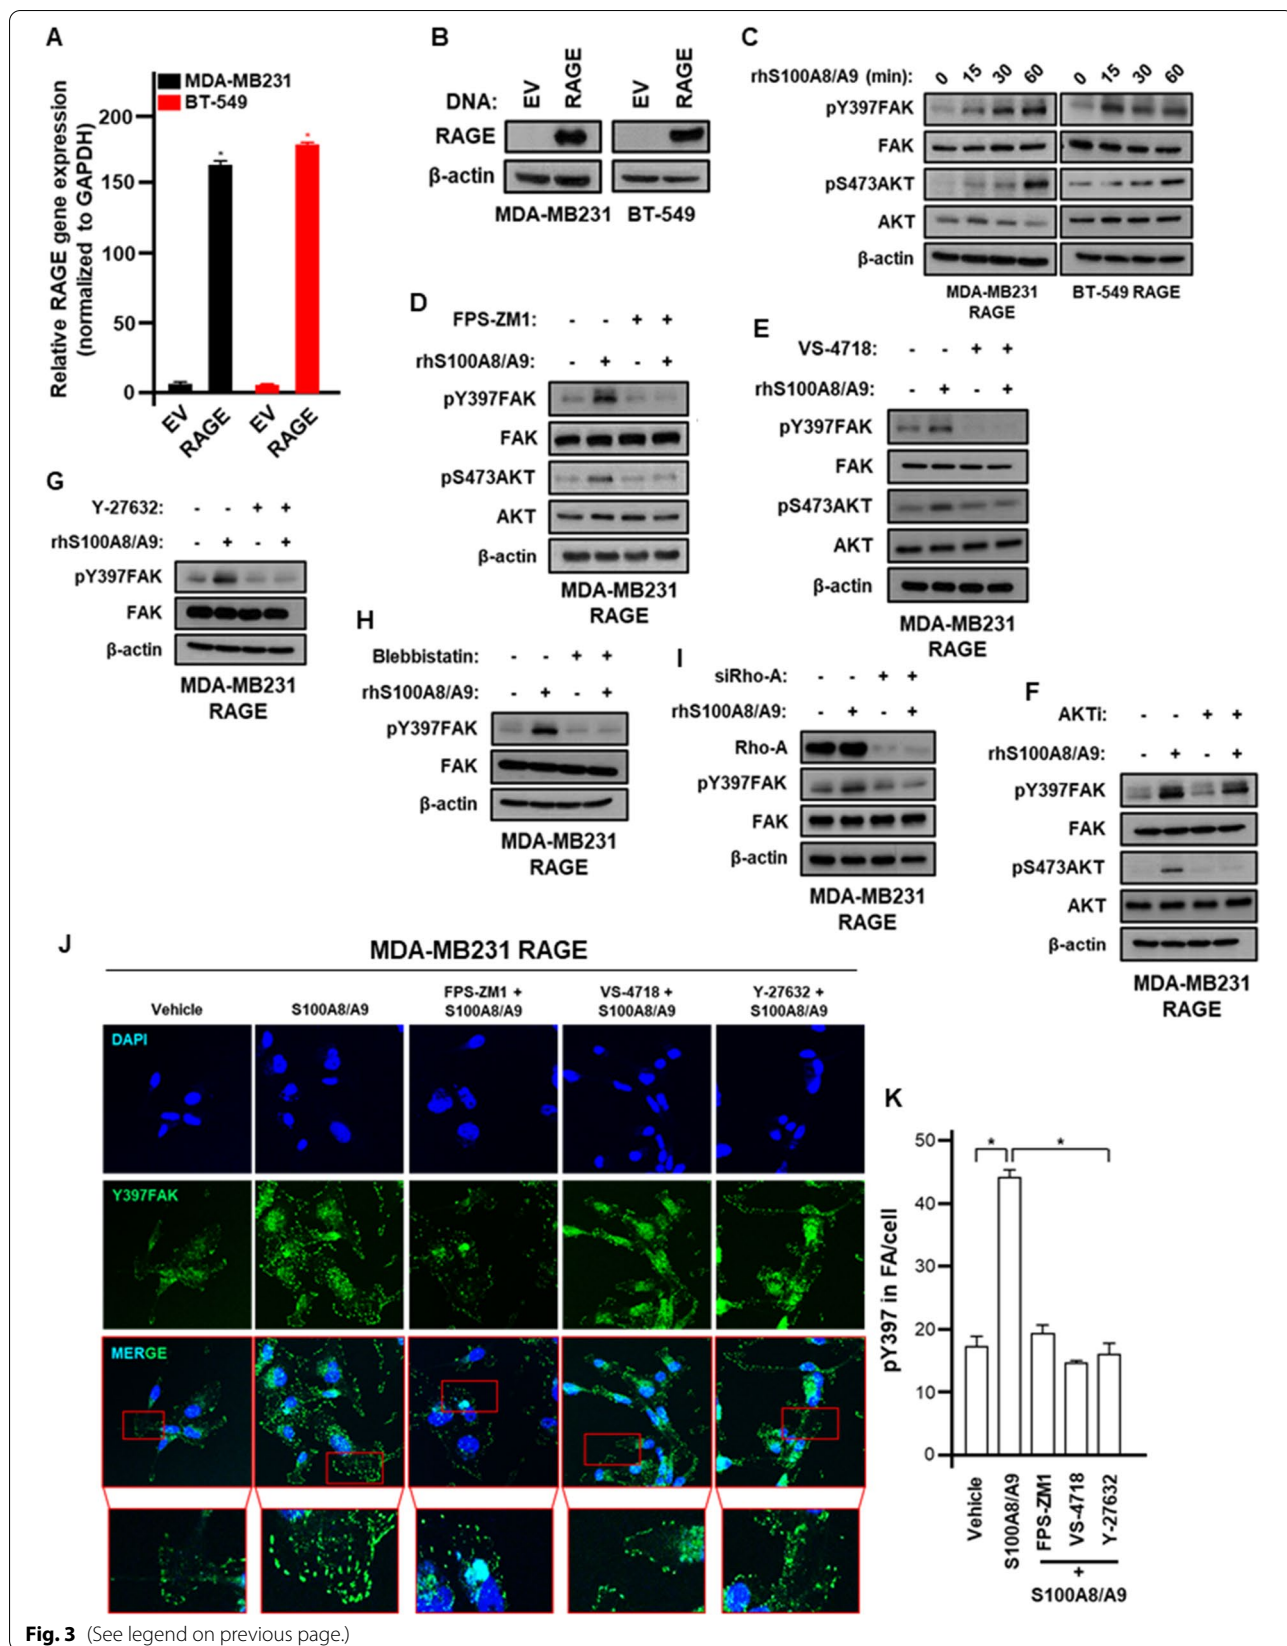 A
MDA-MB231
BT-549
Relative RAGE gene expression
(normalized to GAPDH)
200
150
100
50
0
EV
RAGE
EV
RAGE
*
*
B
DNA:
EV
RAGE
EV
RAGE
RAGE
β-actin
MDA-MB231
BT-549
C
rhS100A8/A9 (min):
0 15 30 60
0 15 30 60
pY397FAK
FAK
pS473AKT
AKT
β-actin
MDA-MB231
RAGE
BT-549 RAGE
D
FPS-ZM1: - - + +
rhS100A8/A9: - + - +
pY397FAK
FAK
pS473AKT
AKT
β-actin
MDA-MB231
RAGE
E
VS-4718: - - + +
rhS100A8/A9: - + - +
pY397FAK
FAK
pS473AKT
AKT
β-actin
MDA-MB231
RAGE
G
Y-27632: - - + +
rhS100A8/A9: - + - +
pY397FAK
FAK
β-actin
MDA-MB231
RAGE
H
Blebbistatin: - - + +
rhS100A8/A9: - + - +
pY397FAK
FAK
β-actin
MDA-MB231
RAGE
I
siRho-A: - - + +
rhS100A8/A9: - + - +
Rho-A
pY397FAK
FAK
β-actin
MDA-MB231
RAGE
F
AKTi: - - + +
rhS100A8/A9: - + - +
pY397FAK
FAK
pS473AKT
AKT
β-actin
MDA-MB231
RAGE
J
MDA-MB231 RAGE
Vehicle
S100A8/A9
FPS-ZM1 +
S100A8/A9
VS-4718 +
S100A8/A9
Y-27632 +
S100A8/A9
DAPI
Y397FAK
MERGE
K
pY397 in FA/cell
50
40
30
20
10
0
*
*
Vehicle
S100A8/A9
FPS-ZM1
VS-4718
Y-27632
+
S100A8/A9
Fig. 3 (See legend on previous page.)